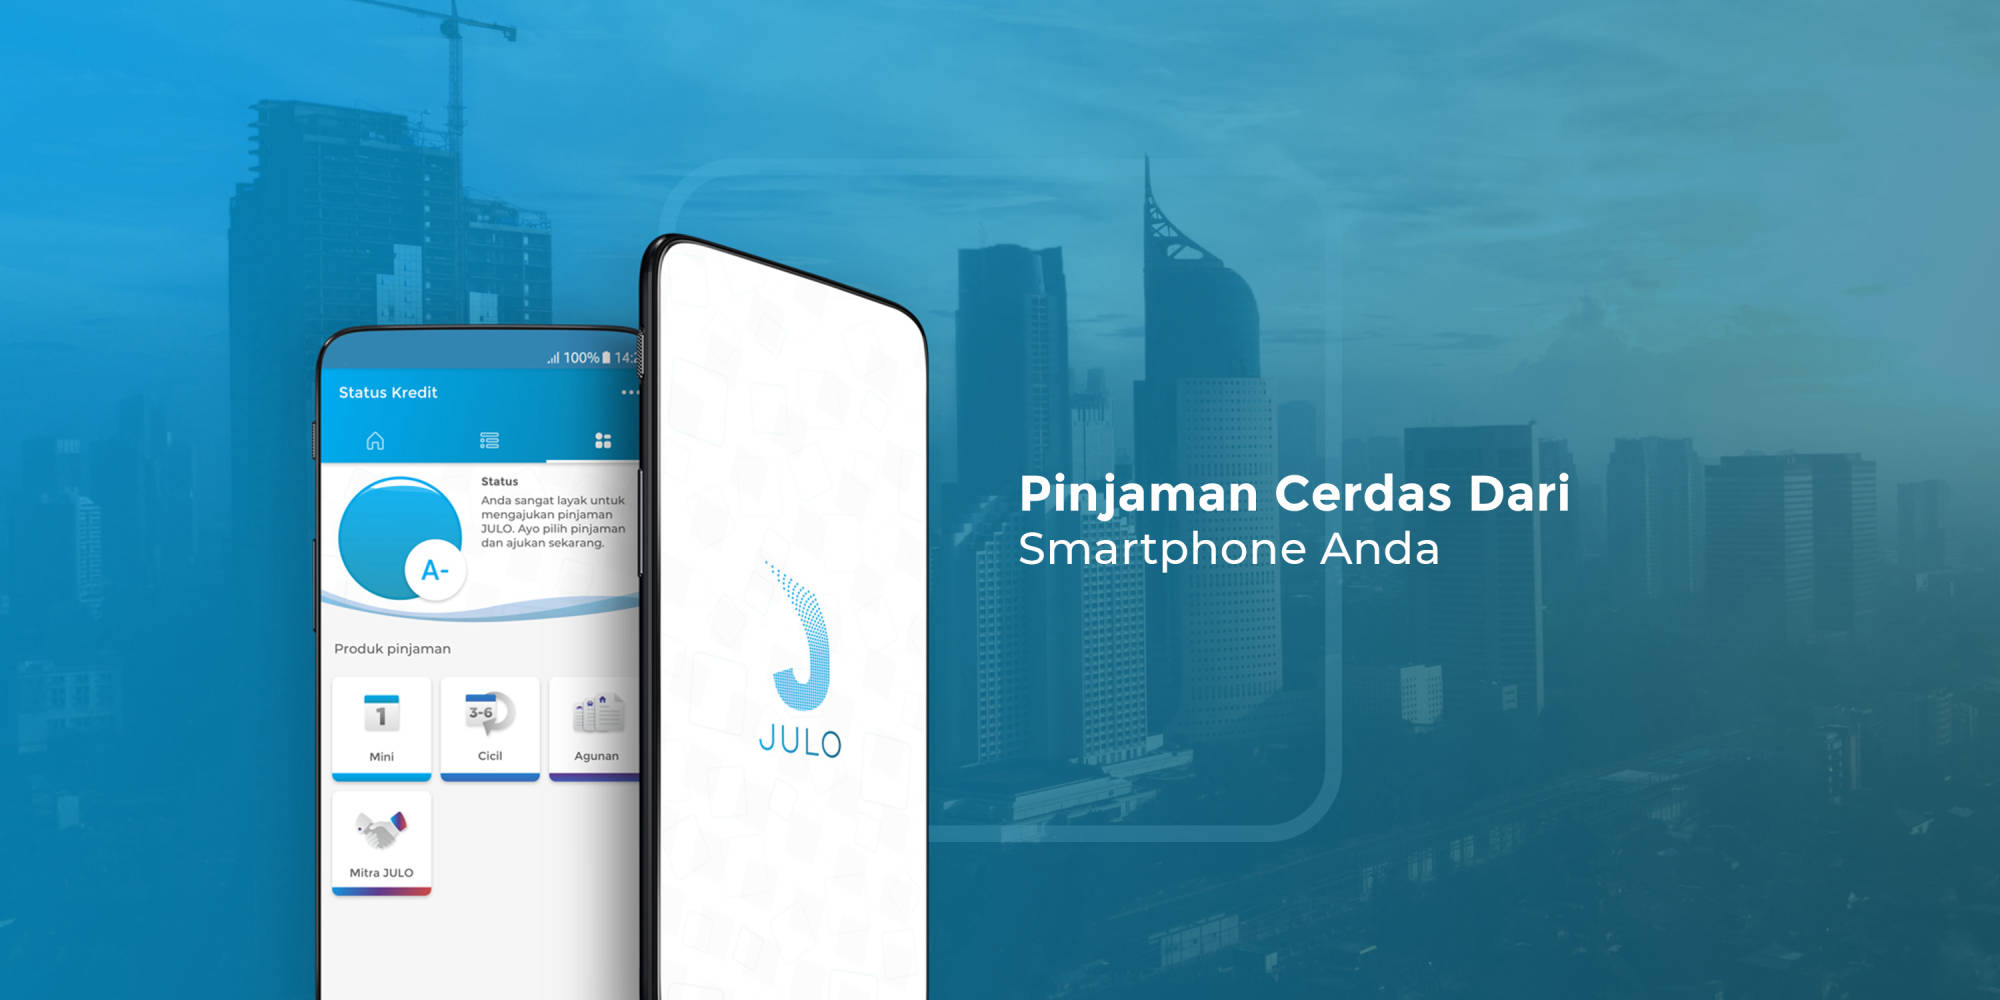 100%
Status Kredit
Status
Anda sangat layak untuk
mengajukan pinjaman
JULO. Ayo pilih pinjaman
dan ajukan sekarang.
A-
Produk pinjaman
1
3-6
Mini
Cicil
Agunan
Mitra JULO
JULO
Pinjaman Cerdas Dari
Smartphone Anda